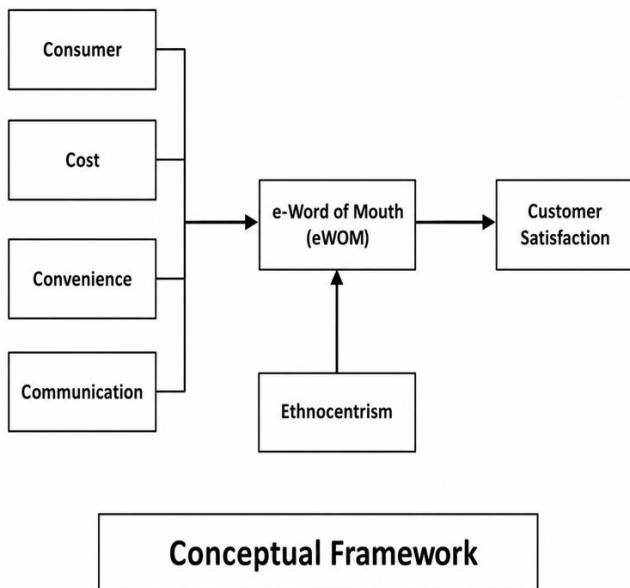 Consumer
Cost
Convenience
Communication
e-Word of Mouth
(eWOM)
Customer
Satisfaction
Ethnocentrism
Conceptual Framework